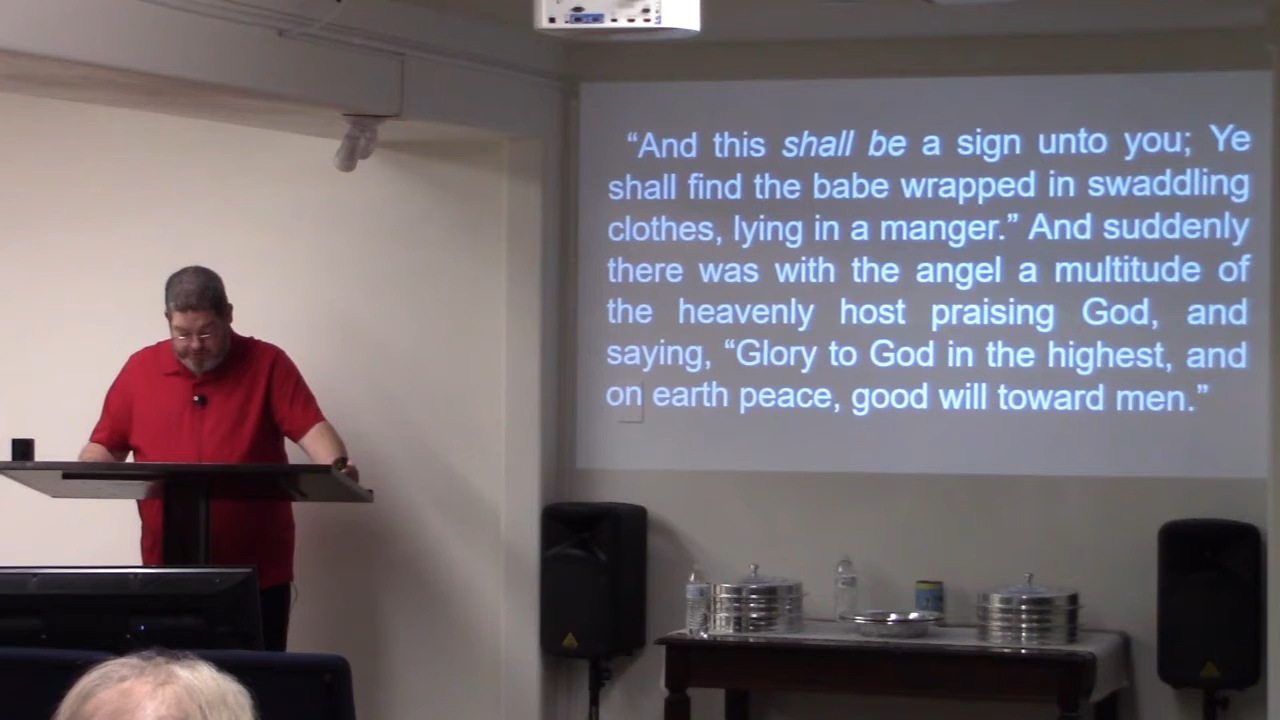 “And this shall be a sign unto you; Ye
shall find the babe wrapped in swaddling
clothes, lying in a manger.” And suddenly
there was with the angel a multitude of
the heavenly host praising God, and
saying, “Glory to God in the highest, and
on earth peace, good will toward men.”